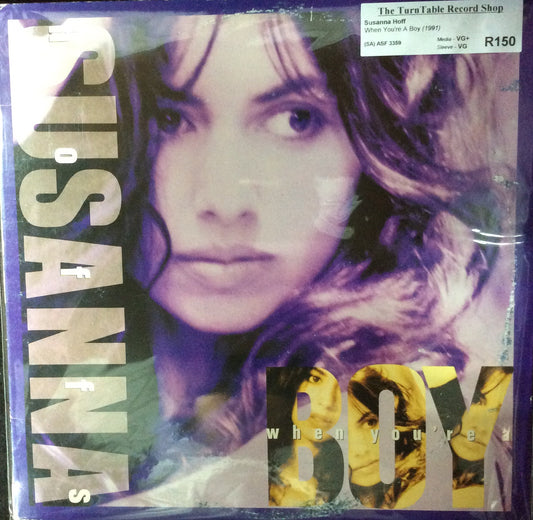 The TurnTable Record Shop
Susanna Hoff
When You're A Boy (1991)
(SA) ASF 3359
Media - VG+
Sleeve - VG
R150
SUSANNA
Hoffs
when you're a
BOY